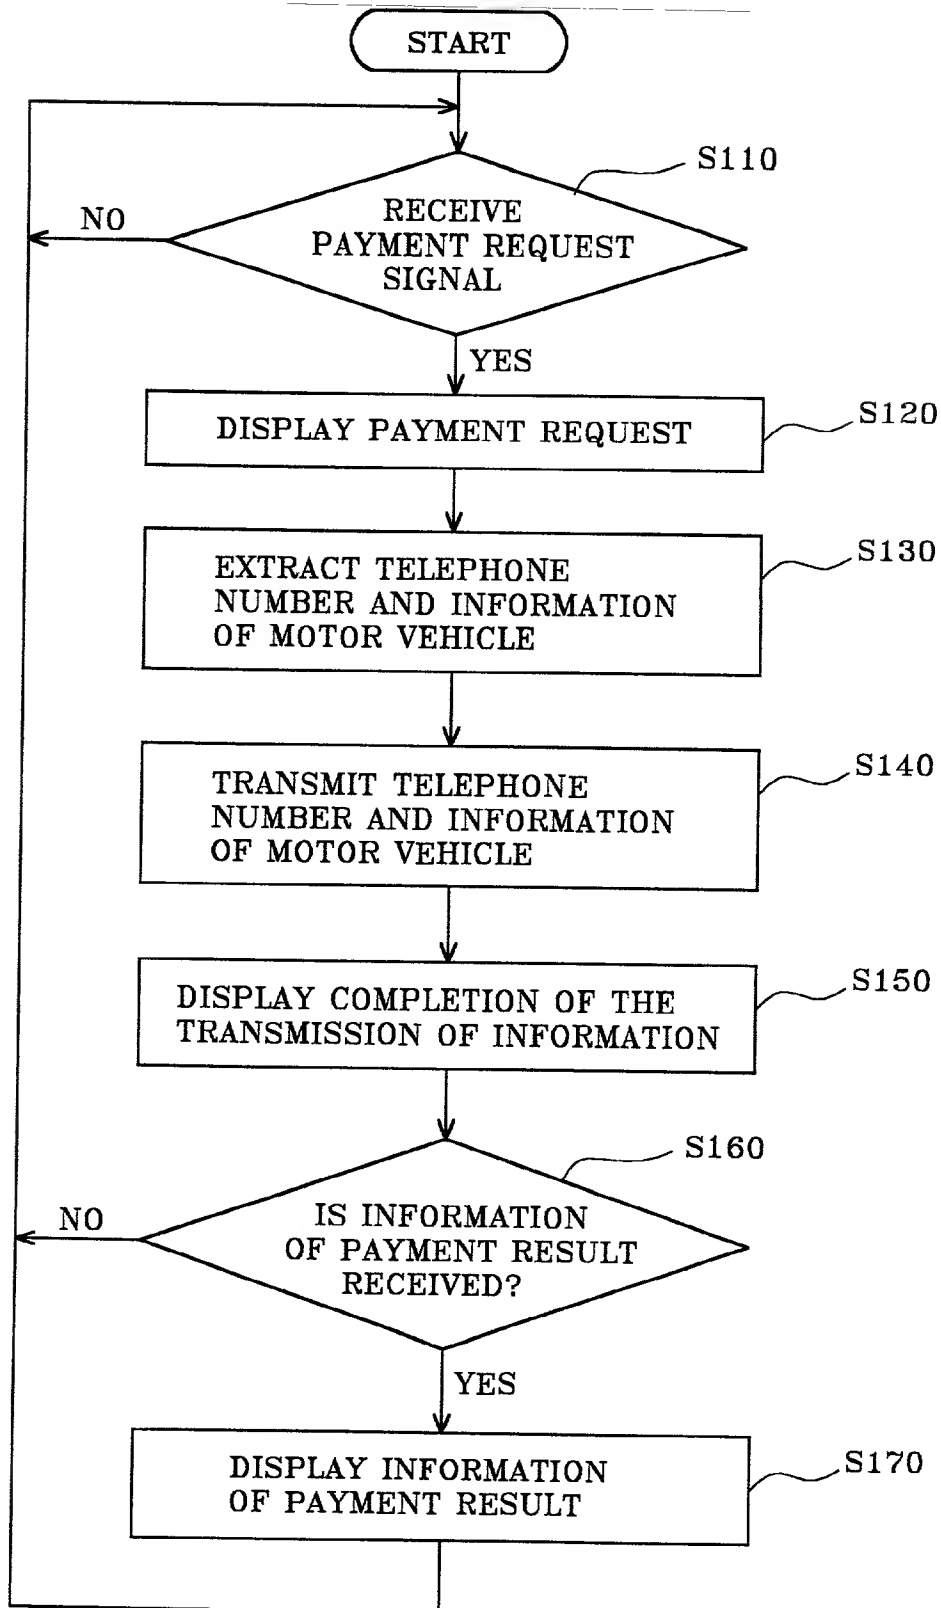 START
S110
RECEIVE
PAYMENT REQUEST
SIGNAL
NO
YES
DISPLAY PAYMENT REQUEST
S120
EXTRACT TELEPHONE
NUMBER AND INFORMATION
OF MOTOR VEHICLE
S130
TRANSMIT TELEPHONE
NUMBER AND INFORMATION
OF MOTOR VEHICLE
S140
DISPLAY COMPLETION OF THE
TRANSMISSION OF INFORMATION
S150
S160
IS INFORMATION
OF PAYMENT RESULT
RECEIVED?
NO
YES
DISPLAY INFORMATION
OF PAYMENT RESULT
S170